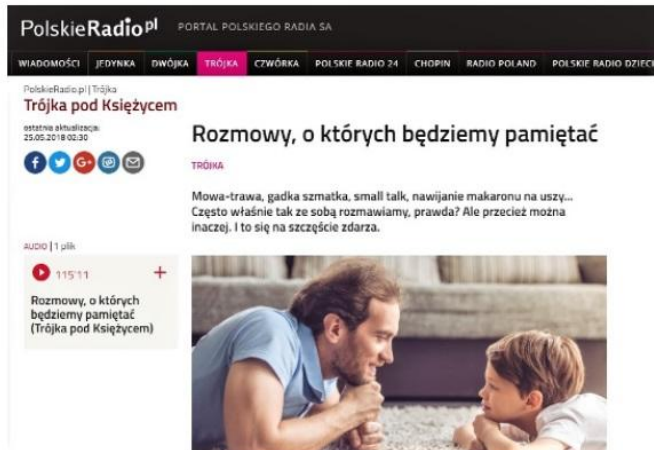 PolskieRadio.pl PORTAL POLSKIEGO RADIA SA
WIADOMOŚCI JEDYNKA DWÓJKA TRÓJKA CZWÓRKA POLSKIE RADIO 24 CHOPIN RADIO POLAND POLSKIE RADIO DZIECI
PolskieRadio.pl | Trójka
Trójka pod Księżycem
ostatnia aktualizacja:
25.05.2018 02:30
Rozmowy, o których będziemy pamiętać
TRÓJKA
Mowa-trawa, gadka szmatka, small talk, nawijanie makaronu na uszy...
Często właśnie tak ze sobą rozmawiamy, prawda? Ale przecież można
inaczej. I to się na szczęście zdarza.
AUDIO | 1 plik
115'11
Rozmowy, o których
będziemy pamiętać
(Trójka pod Księżycem)